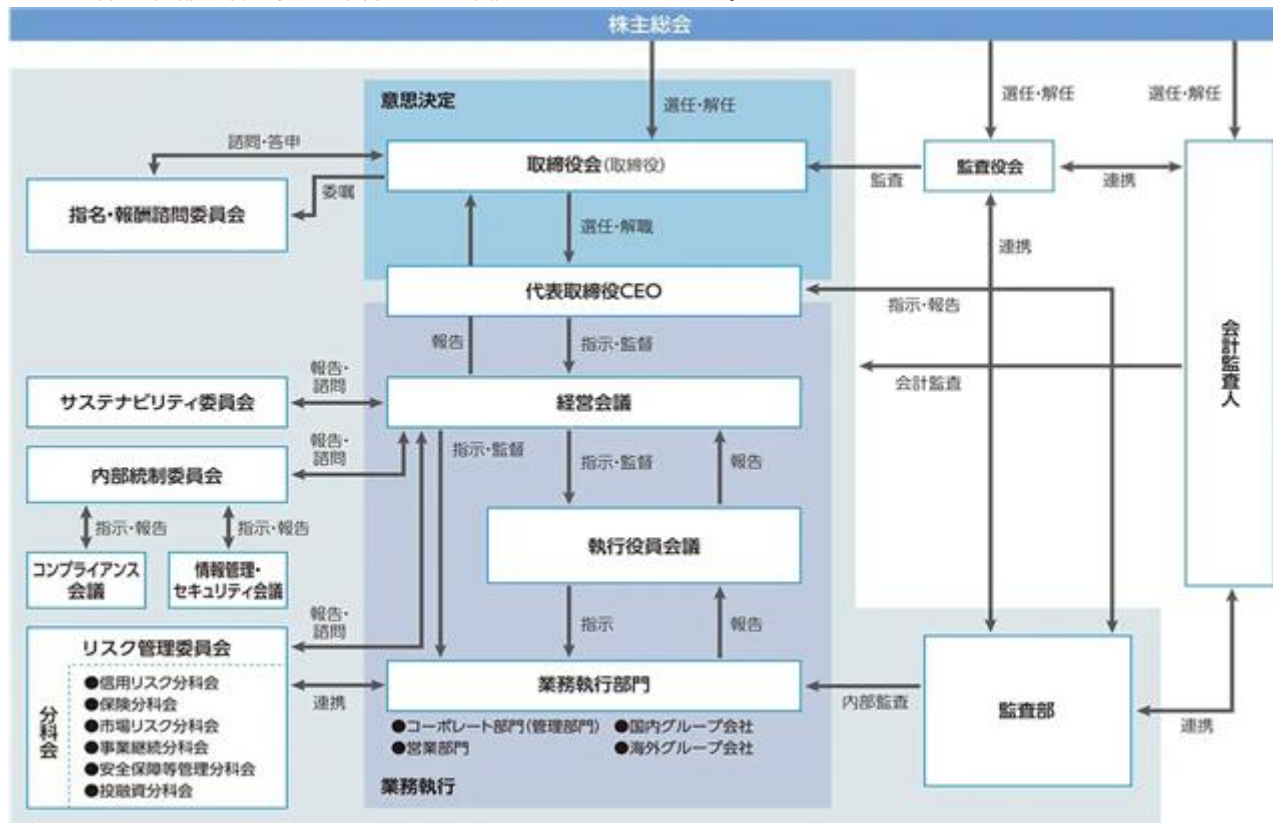 株主総会
意思決定
選任・解任
選任・解任
選任・解任
諮問・答申
取締役会(取締役)
監査役会
監査
連携
委嘱
指名・報酬諮問委員会
選任・解職
連携
代表取締役CEO
指示・報告
報告
指示・監督
会計監査人
報告・
諮問
会計監査
サステナビリティ委員会
経営会議
報告・
諮問
指示・監督
指示・監督
報告
内部統制委員会
指示・報告
指示・報告
執行役員会議
コンプライアンス
会議
情報管理・
セキュリティ会議
報告・
諮問
指示
報告
リスク管理委員会
分科会
●信用リスク分科会
●保険分科会
●市場リスク分科会
●事業継続分科会
●安全保障等管理分科会
●投融資分科会
連携
業務執行部門
内部監査
監査部
連携
●コーポレート部門(管理部門)
●国内グループ会社
●営業部門
●海外グループ会社
業務執行